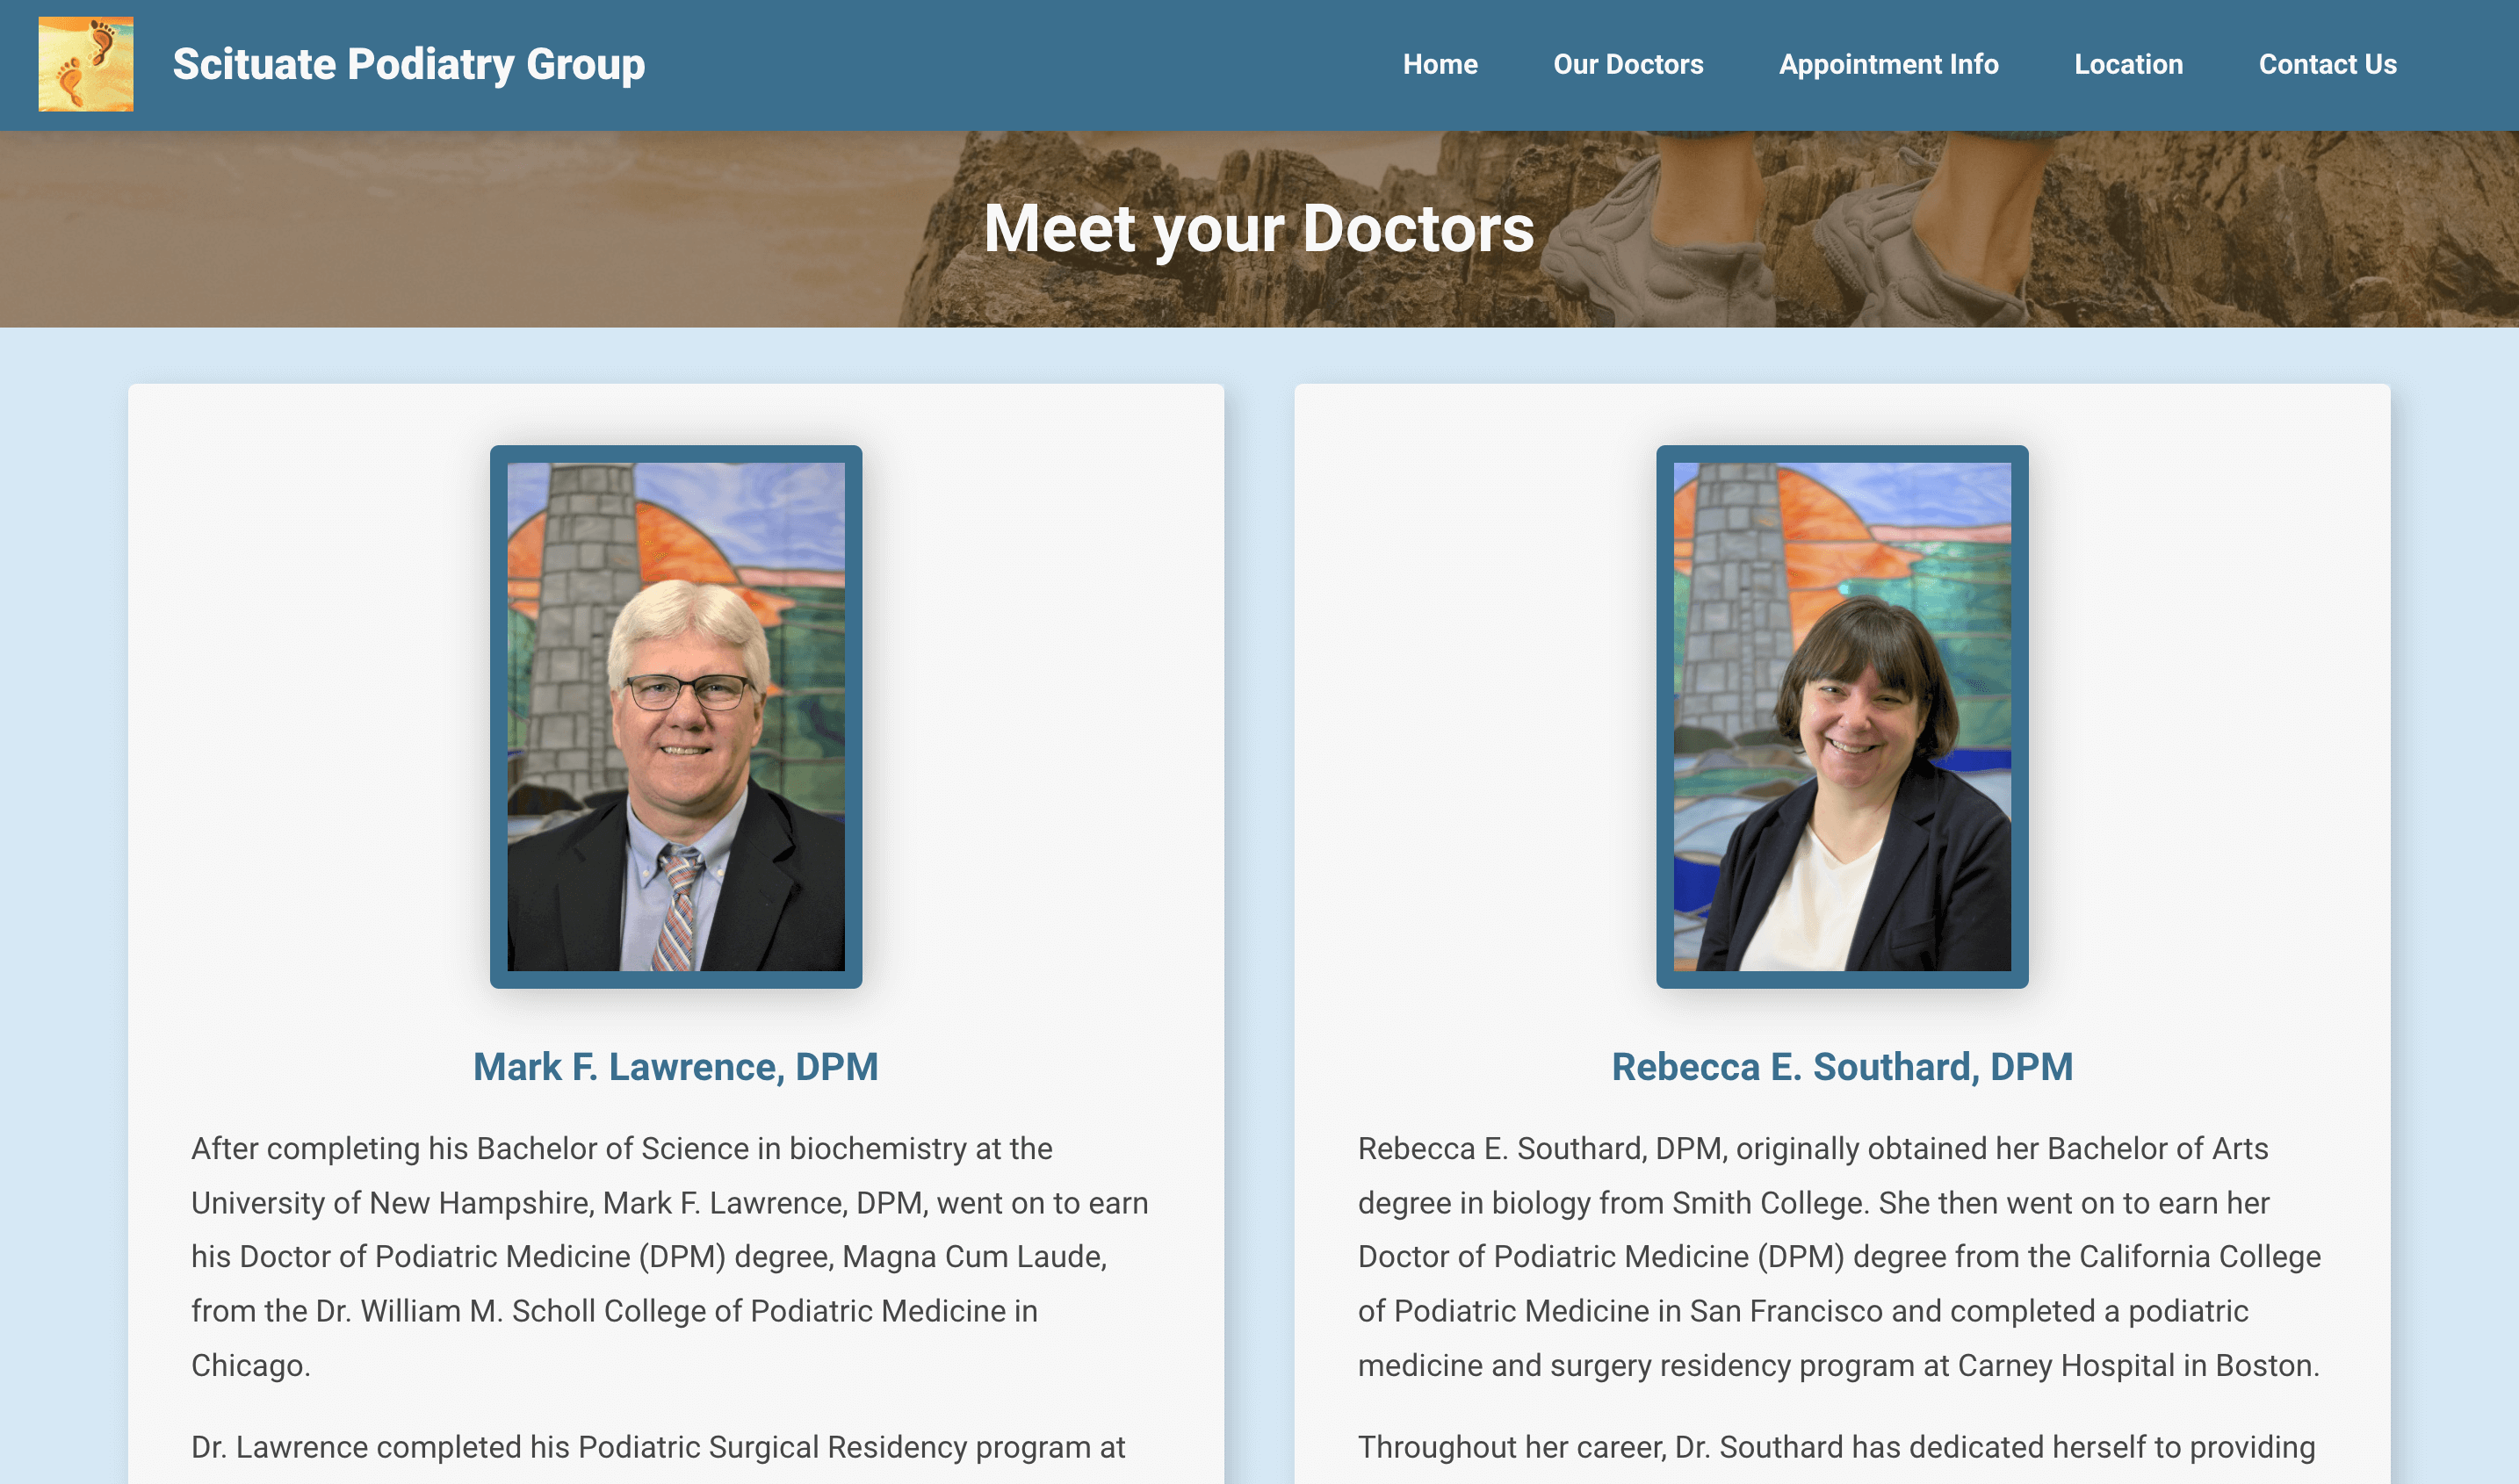 Scituate Podiatry Group
Home
Our Doctors
Appointment Info
Location
Contact Us
Meet your Doctors
Mark F. Lawrence, DPM
After completing his Bachelor of Science in biochemistry at the
University of New Hampshire, Mark F. Lawrence, DPM, went on to earn
his Doctor of Podiatric Medicine (DPM) degree, Magna Cum Laude,
from the Dr. William M. Scholl College of Podiatric Medicine in
Chicago.
Dr. Lawrence completed his Podiatric Surgical Residency program at
Rebecca E. Southard, DPM
Rebecca E. Southard, DPM, originally obtained her Bachelor of Arts
degree in biology from Smith College. She then went on to earn her
Doctor of Podiatric Medicine (DPM) degree from the California College
of Podiatric Medicine in San Francisco and completed a podiatric
medicine and surgery residency program at Carney Hospital in Boston.
Throughout her career, Dr. Southard has dedicated herself to providing